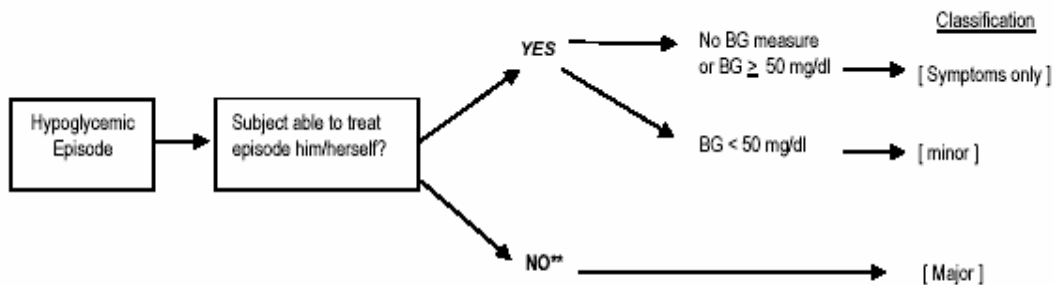 Classification
YES
No BG measure
or BG ≥ 50 mg/dl
[ Symptoms only ]
Hypoglycemic
Episode
Subject able to treat
episode him/herself?
BG < 50 mg/dl
[ minor ]
NO**
[ Major ]